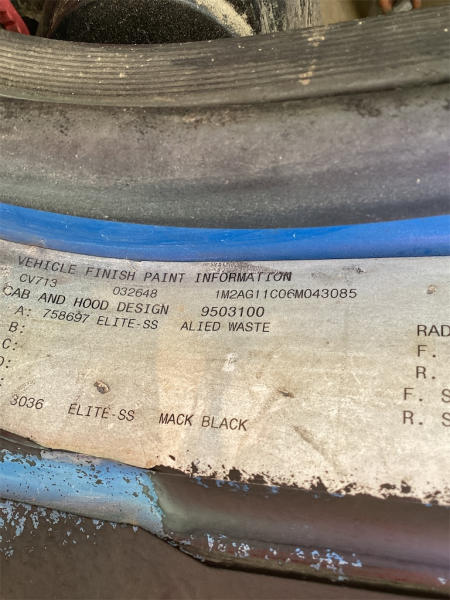 VEHICLE FINISH PAINT INFORMATION
CV713 032648 1M2AG11C06M043085
CAB AND HOOD DESIGN 9503100
A: 758697 ELITE-SS ALIED WASTE
B:
C:
D:
:
3036 ELITE-SS MACK BLACK
RAD
F.
R.
F. S
R. S